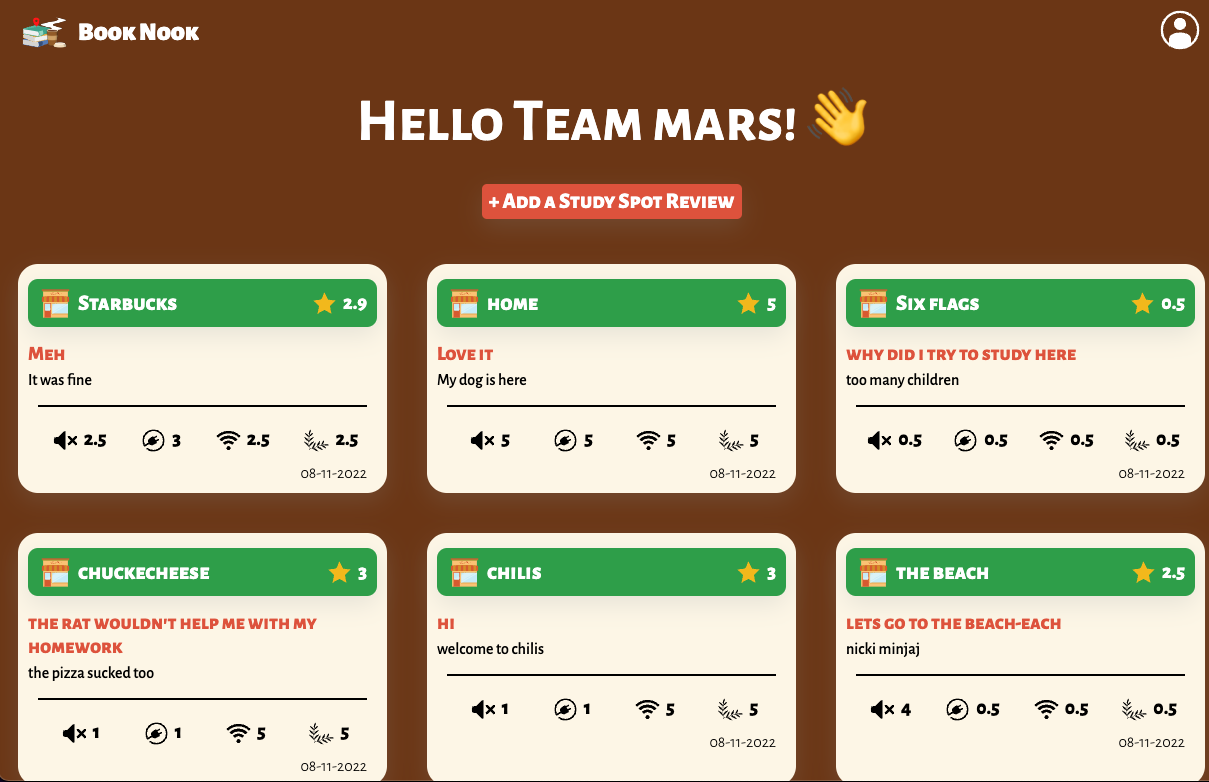 Book Nook
Hello Team mars! 👋
+ Add a Study Spot Review
Starbucks 2.9
Meh
It was fine
2.5 3 2.5 2.5
08-11-2022
home 5
Love it
My dog is here
5 5 5 5
08-11-2022
Six flags 0.5
why did i try to study here
too many children
0.5 0.5 0.5 0.5
08-11-2022
chuckecheese 3
the rat wouldn't help me with my
homework
the pizza sucked too
1 1 5 5
08-11-2022
chilis 3
hi
welcome to chilis
1 1 5 5
08-11-2022
the beach 2.5
lets go to the beach-each
nicki minjaj
4 0.5 0.5 0.5
08-11-2022